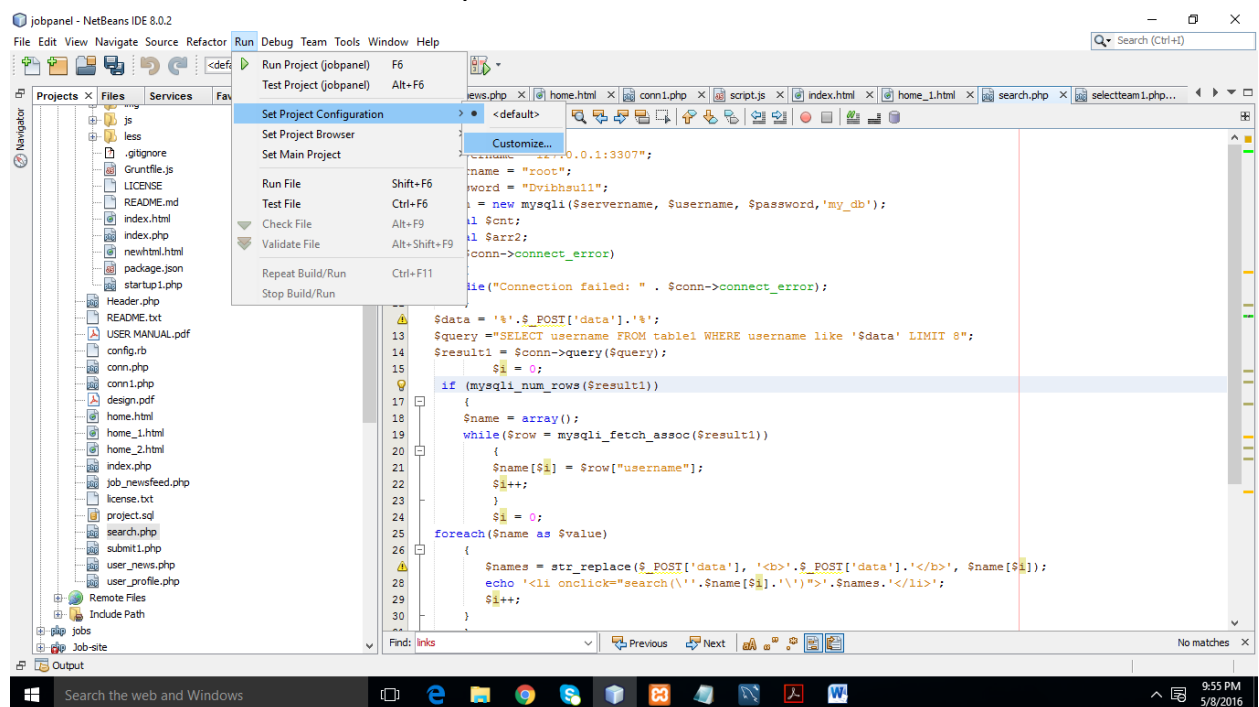 jobpanel - NetBeans IDE 8.0.2
File Edit View Navigate Source Refactor Run Debug Team Tools Window Help
Search (Ctrl+I)
Run Project (jobpanel) F6
Test Project (jobpanel) Alt+F6
Set Project Configuration
Set Project Browser
Set Main Project
Run File Shift+F6
Test File Ctrl+F6
Check File Alt+F9
Validate File Alt+Shift+F9
Repeat Build/Run Ctrl+F11
Stop Build/Run
<default>
Customize...
Projects Files Services Fav
Navigator
js
less
.gitignore
Gruntfile.js
LICENSE
README.md
index.html
index.php
newhtml.html
package.json
startup1.php
Header.php
README.txt
USER MANUAL.pdf
config.rb
conn.php
conn1.php
design.pdf
home.html
home_1.html
home_2.html
index.php
job_newsfeed.php
license.txt
project.sql
search.php
submit1.php
user_news.php
user_profile.php
Remote Files
Include Path
jobs
Job-site
ews.php home.html conn1.php script.js index.html home_1.html search.php selectteam1.php...
.0.1:3307";
name = "root";
word = "Dvibhsu11";
= new mysqli($servername, $username, $password,'my_db');
al $cnt;
al $arr2;
$conn->connect_error)
die("Connection failed: " . $conn->connect_error);
$data = '%'.$_POST['data'].'%';
13 $query ="SELECT username FROM table1 WHERE username like '$data' LIMIT 8";
14 $result1 = $conn->query($query);
15 $i = 0;
if (mysqli_num_rows($result1))
17 {
18 $name = array();
19 while($row = mysqli_fetch_assoc($result1))
20 {
21 $name[$i] = $row["username"];
22 $i++;
23 }
24 $i = 0;
25 foreach($name as $value)
26 {
$names = str_replace($_POST['data'], '<b>'.$_POST['data'].'</b>', $name[$i]);
28 echo '<li onclick="search(\''.$name[$i].'\')">'.$names.'</li>';
29 $i++;
30 }
Find: links Previous Next No matches
Output
Search the web and Windows
9:55 PM
5/8/2016